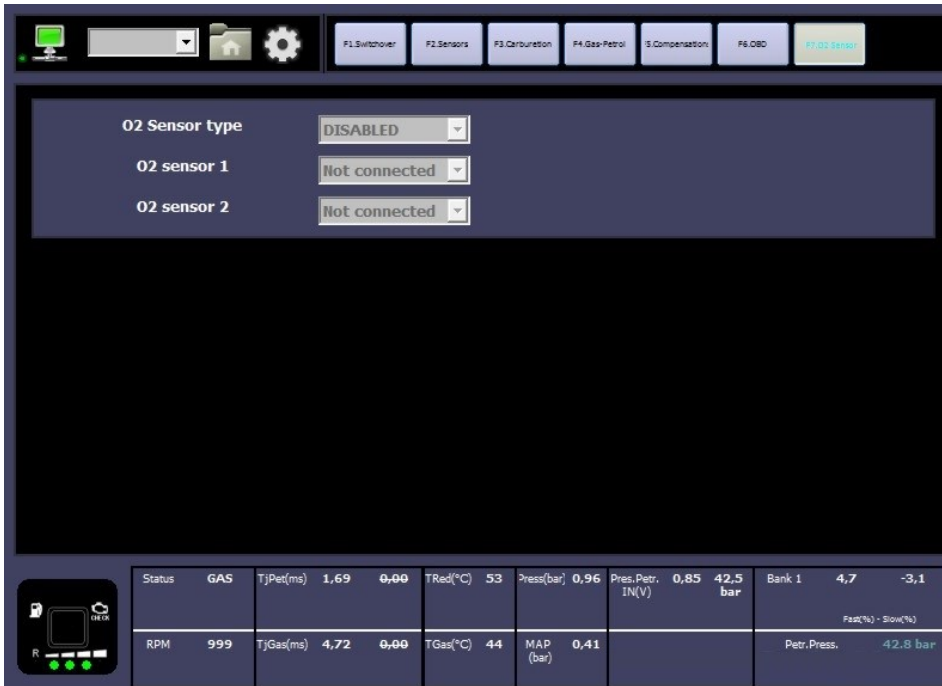 F1.Switchover F2.Sensors F3.Carburetion F4.Gas-Petrol 5.Compensations F6.OBD F7.O2 Sensor
O2 Sensor type DISABLED
O2 sensor 1 Not connected
O2 sensor 2 Not connected
Status GAS TjPet(ms) 1,69 0,00 TRed(°C) 53 Press(bar) 0,96 Pres.Petr. IN(V) 0,85 42,5 bar Bank 1 4,7 -3,1
Fast(%) - Slow(%)
CHECK
R
RPM 999 TjGas(ms) 4,72 0,00 TGas(°C) 44 MAP (bar) 0,41 Petr.Press. 42.8 bar